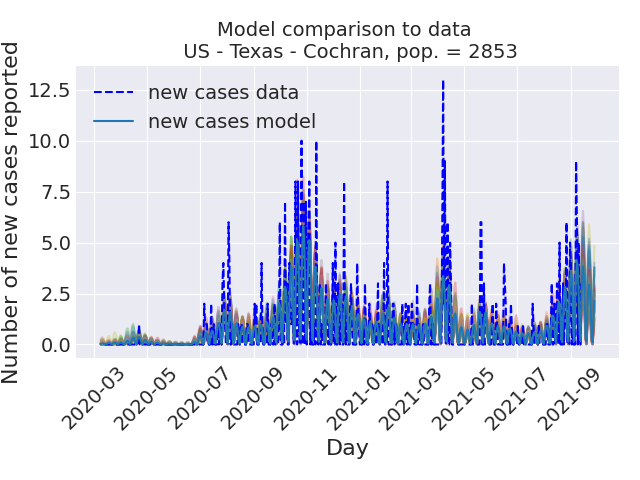 Model comparison to data
US - Texas - Cochran, pop. = 2853
Number of new cases reported
12.5
10.0
7.5
5.0
2.5
0.0
new cases data
new cases model
2020-03
2020-05
2020-07
2020-09
2020-11
2021-01
2021-03
2021-05
2021-07
2021-09
Day